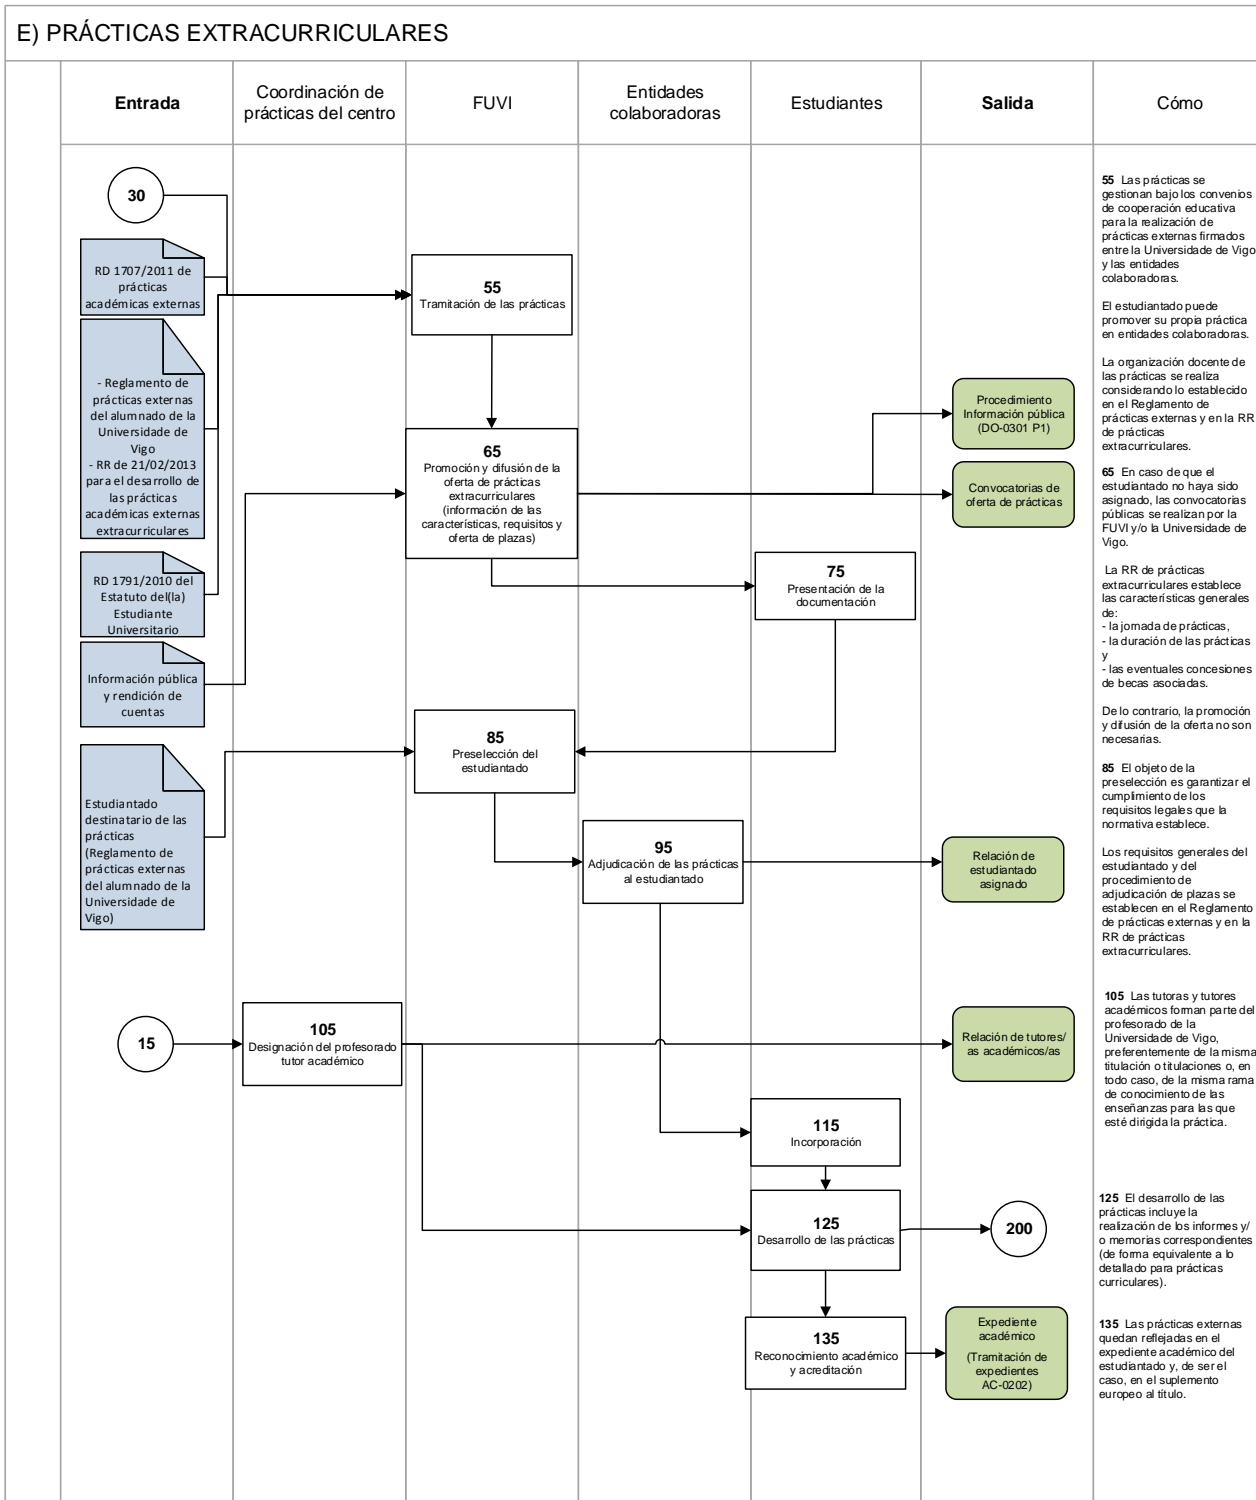 E) PRÁCTICAS EXTRACURRICULARES
Entrada
Coordinación de
prácticas del centro
FUVI
Entidades
colaboradoras
Estudiantes
Salida
Cómo
30
RD 1707/2011 de
prácticas
académicas externas
- Reglamento de
prácticas externas
del alumnado de la
Universidade de
Vigo
- RR de 21/02/2013
para el desarrollo de
las prácticas
académicas externas
extracurriculares
RD 1791/2010 del
Estatuto del(la)
Estudiante
Universitario
Información pública
y rendición de
cuentas
Estudiantado
destinatario de las
prácticas
(Reglamento de
prácticas externas
del alumnado de la
Universidade de
Vigo)
15
105
Designación del profesorado
tutor académico
55
Tramitación de las prácticas
65
Promoción y difusión de la
oferta de prácticas
extracurriculares
(información de las
características, requisitos y
oferta de plazas)
85
Preselección del
estudiantado
95
Adjudicación de las prácticas
al estudiantado
75
Presentación de la
documentación
115
Incorporación
125
Desarrollo de las prácticas
135
Reconocimiento académico
y acreditación
Procedimiento
Información pública
(DO-0301 P1)
Convocatorias de
oferta de prácticas
Relación de
estudiantado
asignado
Relación de tutores/
as académicos/as
200
Expediente
académico
(Tramitación de
expedientes
AC-0202)
55 Las prácticas se
gestionan bajo los convenios
de cooperación educativa
para la realización de
prácticas externas firmados
entre la Universidade de Vigo
y las entidades
colaboradoras.
El estudiantado puede
promover su propia práctica
en entidades colaboradoras.
La organización docente de
las prácticas se realiza
considerando lo establecido
en el Reglamento de
prácticas externas y en la RR
de prácticas
extracurriculares.
65 En caso de que el
estudiantado no haya sido
asignado, las convocatorias
públicas se realizan por la
FUVI y/o la Universidade de
Vigo.
La RR de prácticas
extracurriculares establece
las características generales
de:
- la jornada de prácticas,
- la duración de las prácticas
y
- las eventuales concesiones
de becas asociadas.
De lo contrario, la promoción
y difusión de la oferta no son
necesarias.
85 El objeto de la
preselección es garantizar el
cumplimiento de los
requisitos legales que la
normativa establece.
Los requisitos generales del
estudiantado y del
procedimiento de
adjudicación de plazas se
establecen en el Reglamento
de prácticas externas y en la
RR de prácticas
extracurriculares.
105 Las tutoras y tutores
académicos forman parte del
profesorado de la
Universidade de Vigo,
preferentemente de la misma
titulación o titulaciones o, en
todo caso, de la misma rama
de conocimiento de las
enseñanzas para las que
esté dirigida la práctica.
125 El desarrollo de las
prácticas incluye la
realización de los informes y/
o memorias correspondientes
(de forma equivalente a lo
detallado para prácticas
curriculares).
135 Las prácticas externas
quedan reflejadas en el
expediente académico del
estudiantado y, de ser el
caso, en el suplemento
europeo al título.